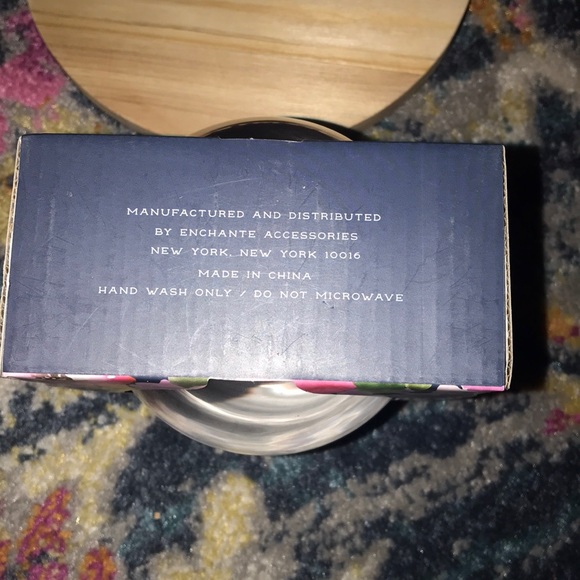 MANUFACTURED AND DISTRIBUTED
BY ENCHANTE ACCESSORIES
NEW YORK, NEW YORK 10016
MADE IN CHINA
HAND WASH ONLY / DO NOT MICROWAVE